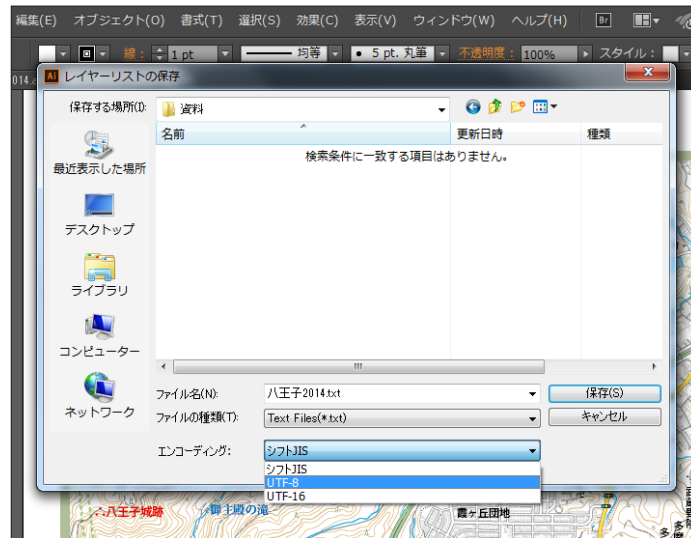 編集(E) オブジェクト(O) 書式(T) 選択(S) 効果(C) 表示(V) ウィンドウ(W) ヘルプ(H) Br
線: 1 pt 均等 5 pt. 丸筆 不透明度: 100% スタイル:
014.a
Ai レイヤーリストの保存
保存する場所(I): 資料
名前 更新日時 種類
検索条件に一致する項目はありません。
最近表示した場所
デスクトップ
ライブラリ
コンピューター
ネットワーク
ファイル名(N): 八王子2014.txt 保存(S)
ファイルの種類(T): Text Files(*.txt) キャンセル
エンコーディング: シフトJIS
シフトJIS
UTF-8
UTF-16
∴八王子城跡 御主殿の滝 霞ヶ丘団地